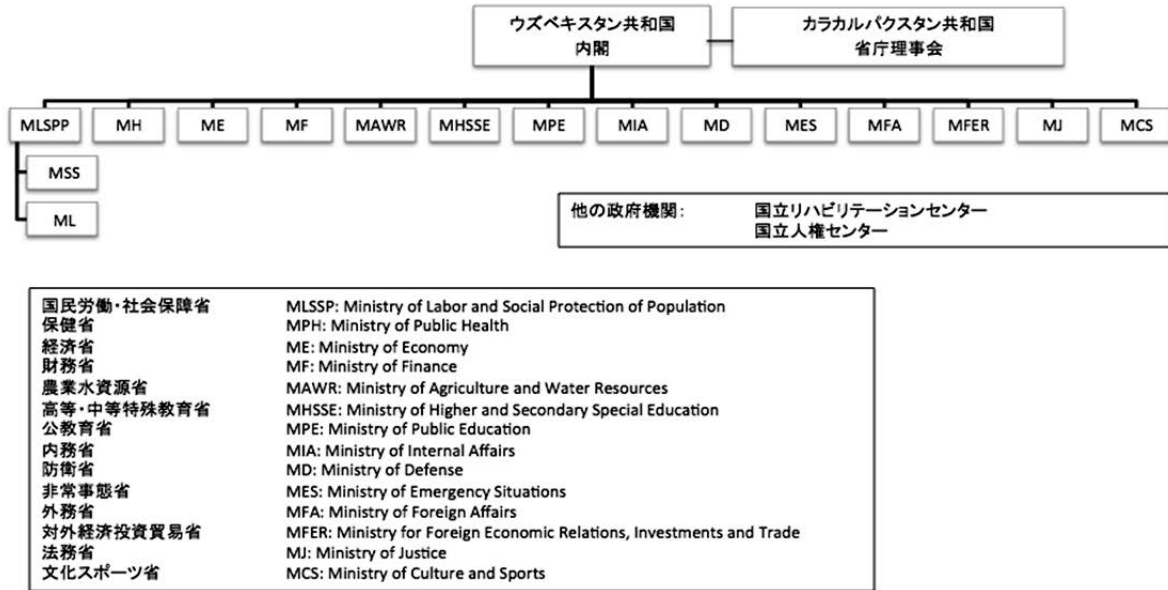 ウズベキスタン共和国
内閣
カラカルパクスタン共和国
省庁理事会
MLSPP MH ME MF MAWR MHSSE MPE MIA MD MES MFA MFER MJ MCS
MSS
ML
他の政府機関: 国立リハビリテーションセンター
国立人権センター
国民労働・社会保障省 MLSSP: Ministry of Labor and Social Protection of Population
保健省 MPH: Ministry of Public Health
経済省 ME: Ministry of Economy
財務省 MF: Ministry of Finance
農業水資源省 MAWR: Ministry of Agriculture and Water Resources
高等・中等特殊教育省 MHSSE: Ministry of Higher and Secondary Special Education
公教育省 MPE: Ministry of Public Education
内務省 MIA: Ministry of Internal Affairs
防衛省 MD: Ministry of Defense
非常事態省 MES: Ministry of Emergency Situations
外務省 MFA: Ministry of Foreign Affairs
対外経済投資貿易省 MFER: Ministry for Foreign Economic Relations, Investments and Trade
法務省 MJ: Ministry of Justice
文化スポーツ省 MCS: Ministry of Culture and Sports